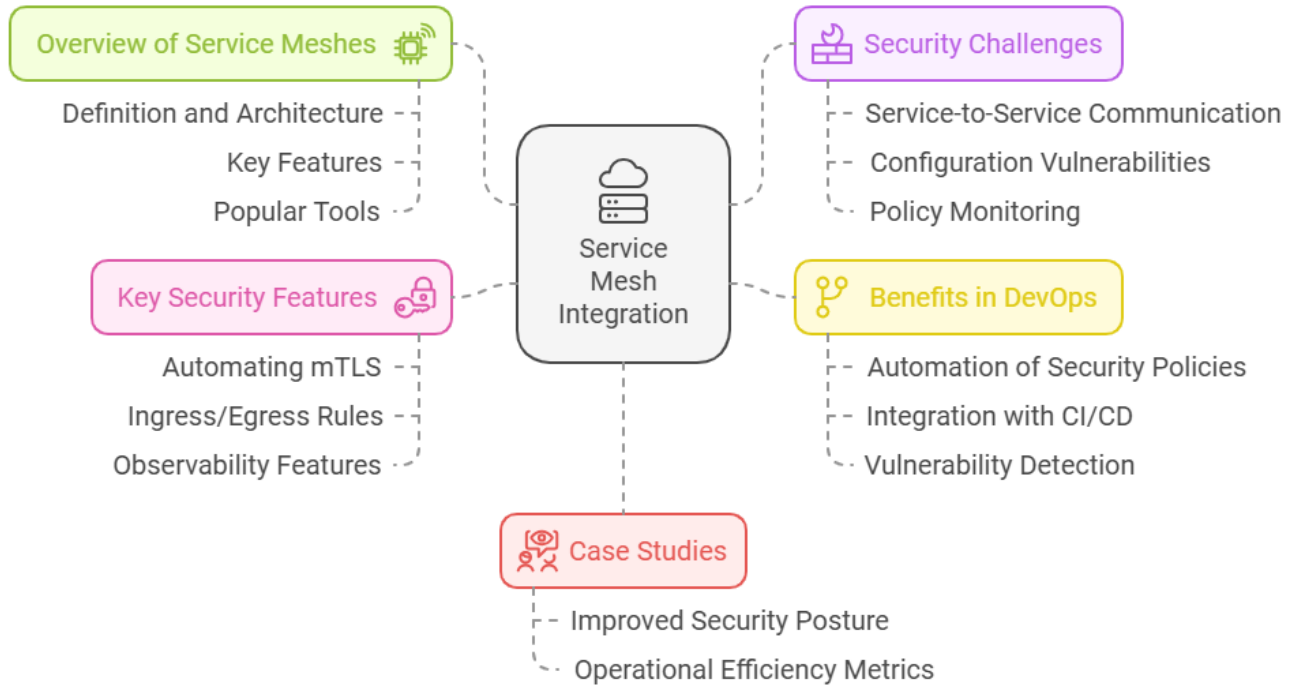 Overview of Service Meshes
Definition and Architecture
Key Features
Popular Tools
Key Security Features
Automating mTLS
Ingress/Egress Rules
Observability Features
Service
Mesh
Integration
Security Challenges
Service-to-Service Communication
Configuration Vulnerabilities
Policy Monitoring
Benefits in DevOps
Automation of Security Policies
Integration with CI/CD
Vulnerability Detection
Case Studies
Improved Security Posture
Operational Efficiency Metrics